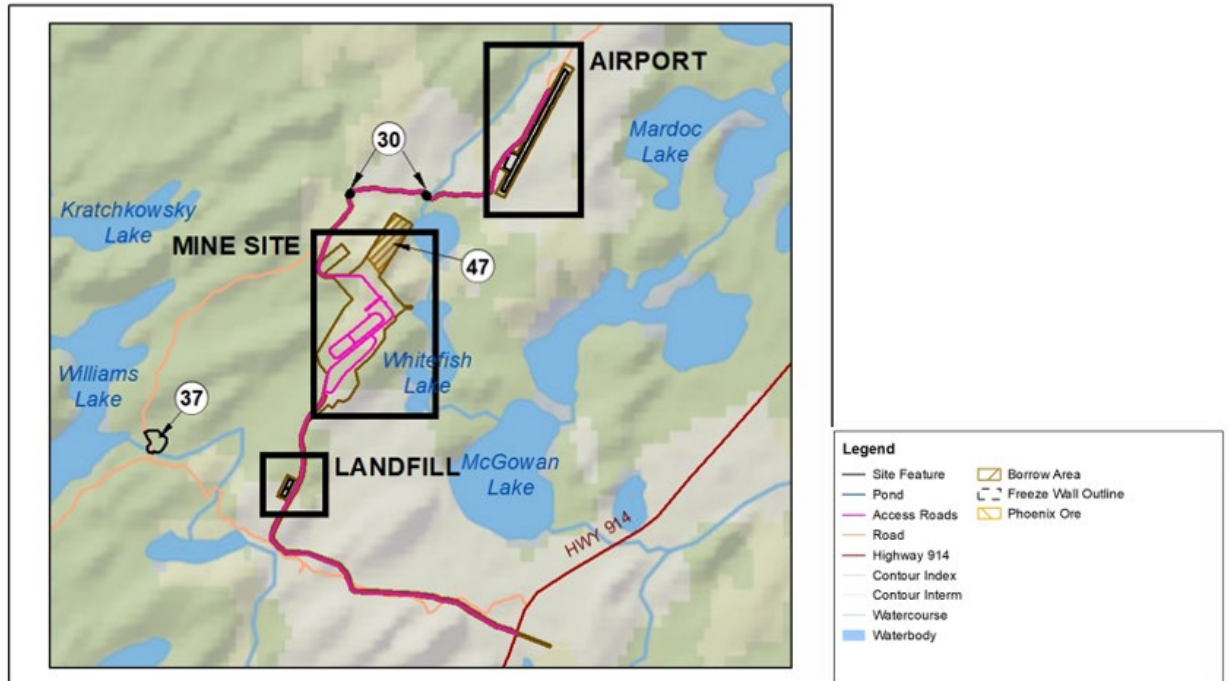 AIRPORT
Mardoc
Lake
30
Kratchkowsky
Lake
MINE SITE
47
Whitefish
Lake
Williams
Lake
37
LANDFILL
McGowan
Lake
HWY 914
Legend
Site Feature
Pond
Access Roads
Road
Highway 914
Contour Index
Contour Interm
Watercourse
Waterbody
Borrow Area
Freeze Wall Outline
Phoenix Ore